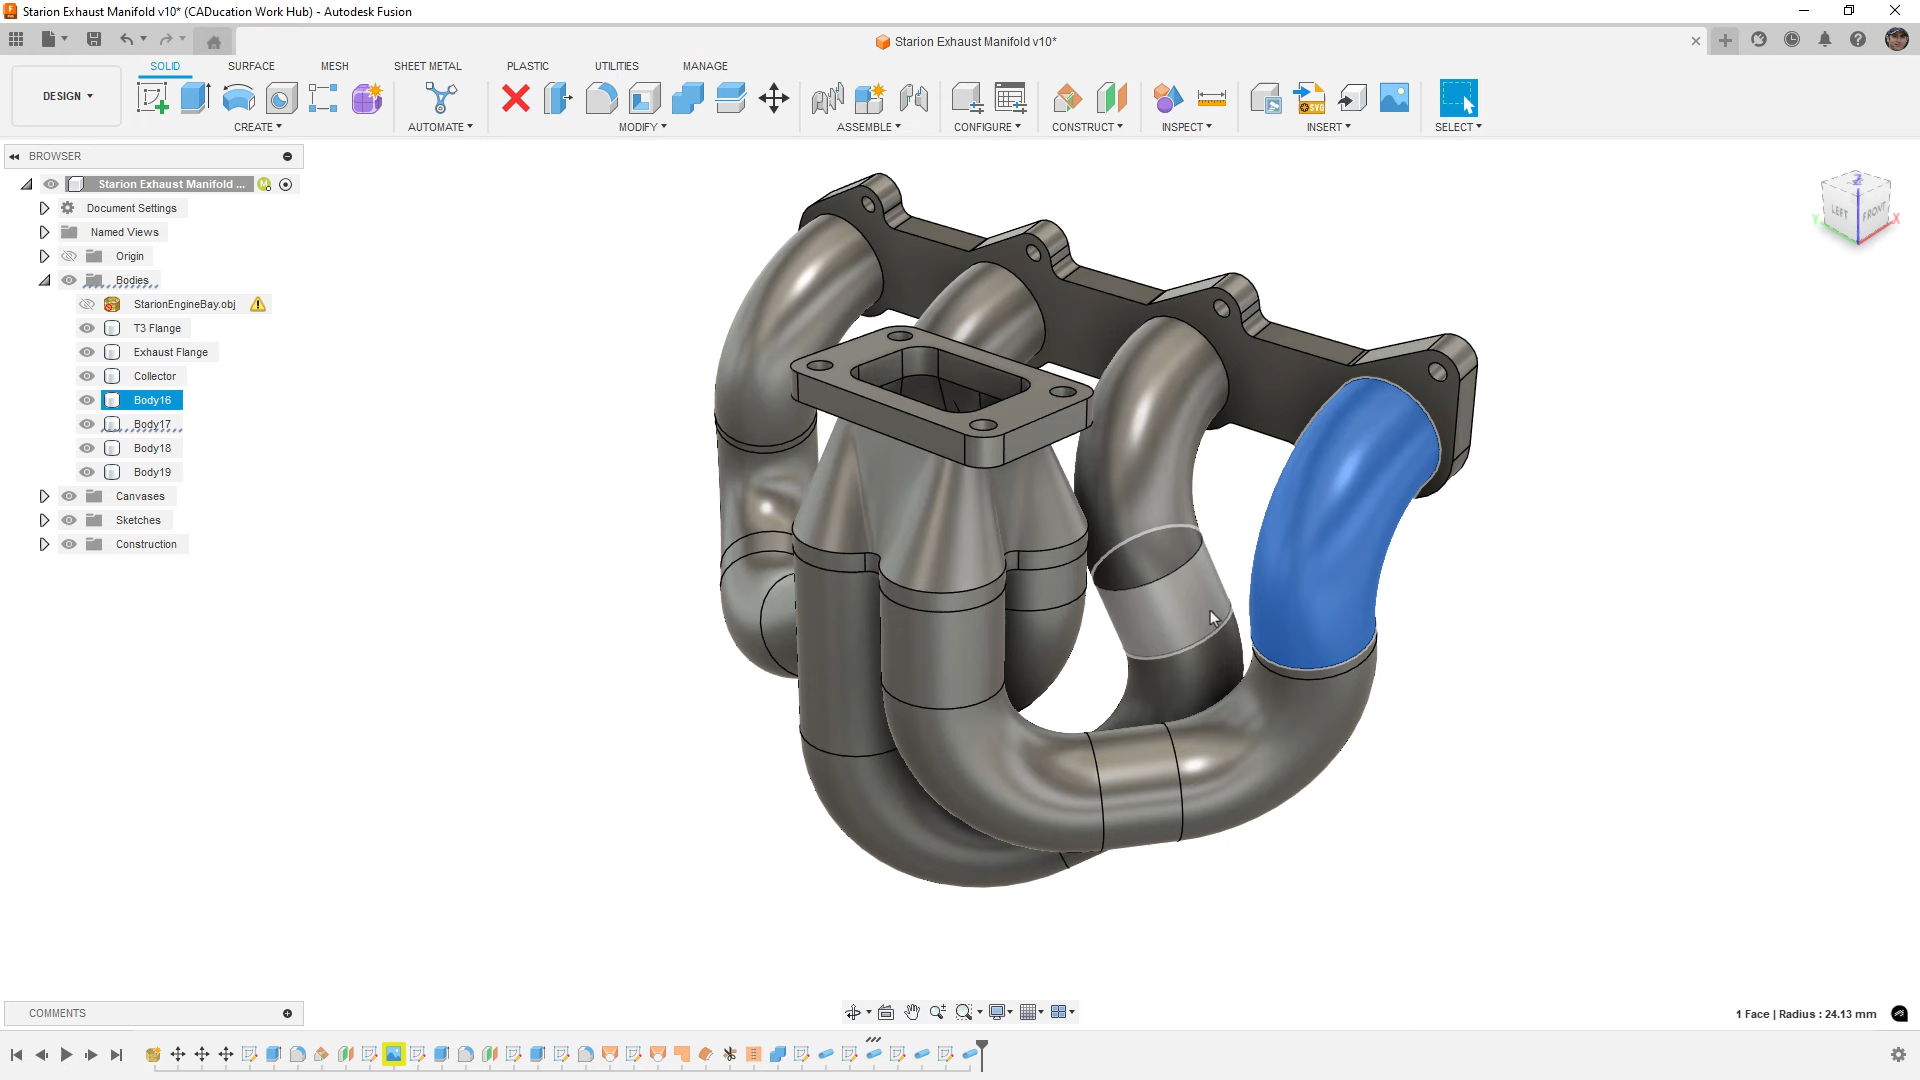 Starion Exhaust Manifold v10* (CADucation Work Hub) - Autodesk Fusion
Starion Exhaust Manifold v10*
SOLID SURFACE MESH SHEET METAL PLASTIC UTILITIES MANAGE
DESIGN
SVG
CREATE AUTOMATE MODIFY ASSEMBLE CONFIGURE CONSTRUCT INSPECT INSERT SELECT
BROWSER
Starion Exhaust Manifold ...
M
Document Settings
Named Views
Origin
Bodies
StarionEngineBay.obj
T3 Flange
Exhaust Flange
Collector
Body16
Body17
Body18
Body19
Canvases
Sketches
Construction
Z
LEFT FRONT
Y X
COMMENTS
1 Face | Radius : 24.13 mm